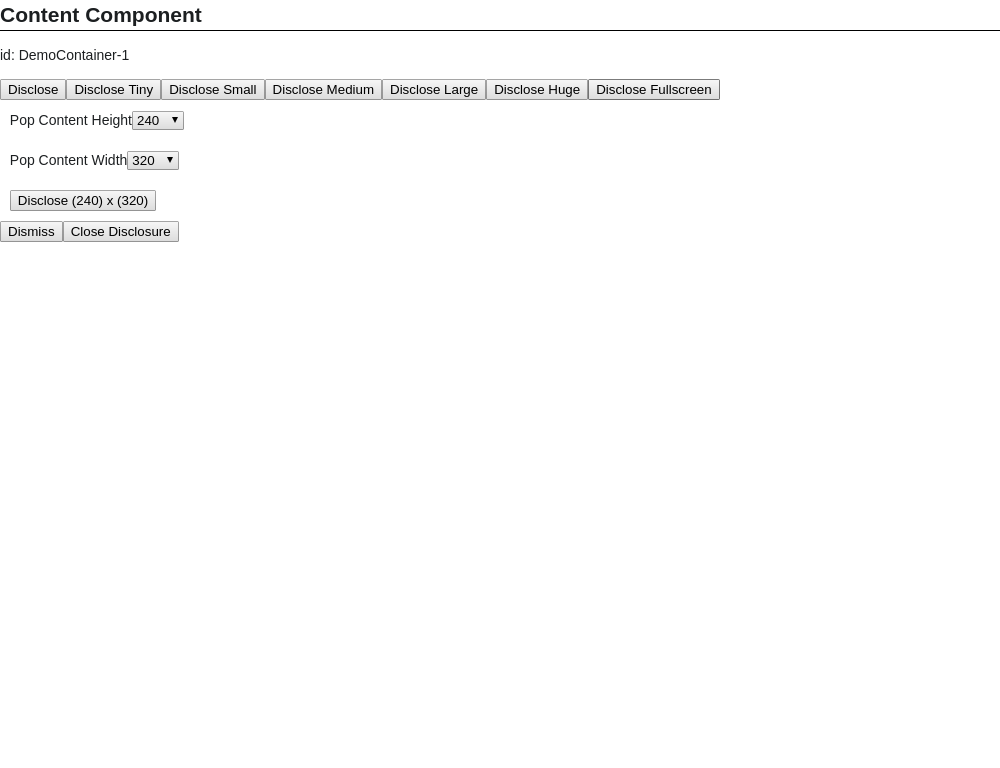 Content Component
id: DemoContainer-1
Disclose Disclose Tiny Disclose Small Disclose Medium Disclose Large Disclose Huge Disclose Fullscreen
Pop Content Height 240
Pop Content Width 320
Disclose (240) x (320)
Dismiss Close Disclosure